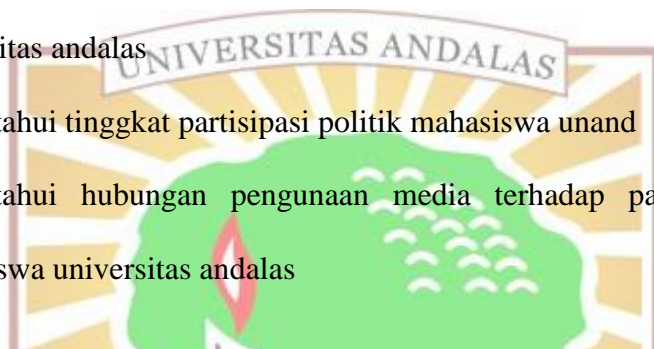 itas andalas
UNIVERSITAS ANDALAS
tahui tinggkat partisipasi politik mahasiswa unand
tahui hubungan pengunaan media terhadap pa
swa universitas andalas